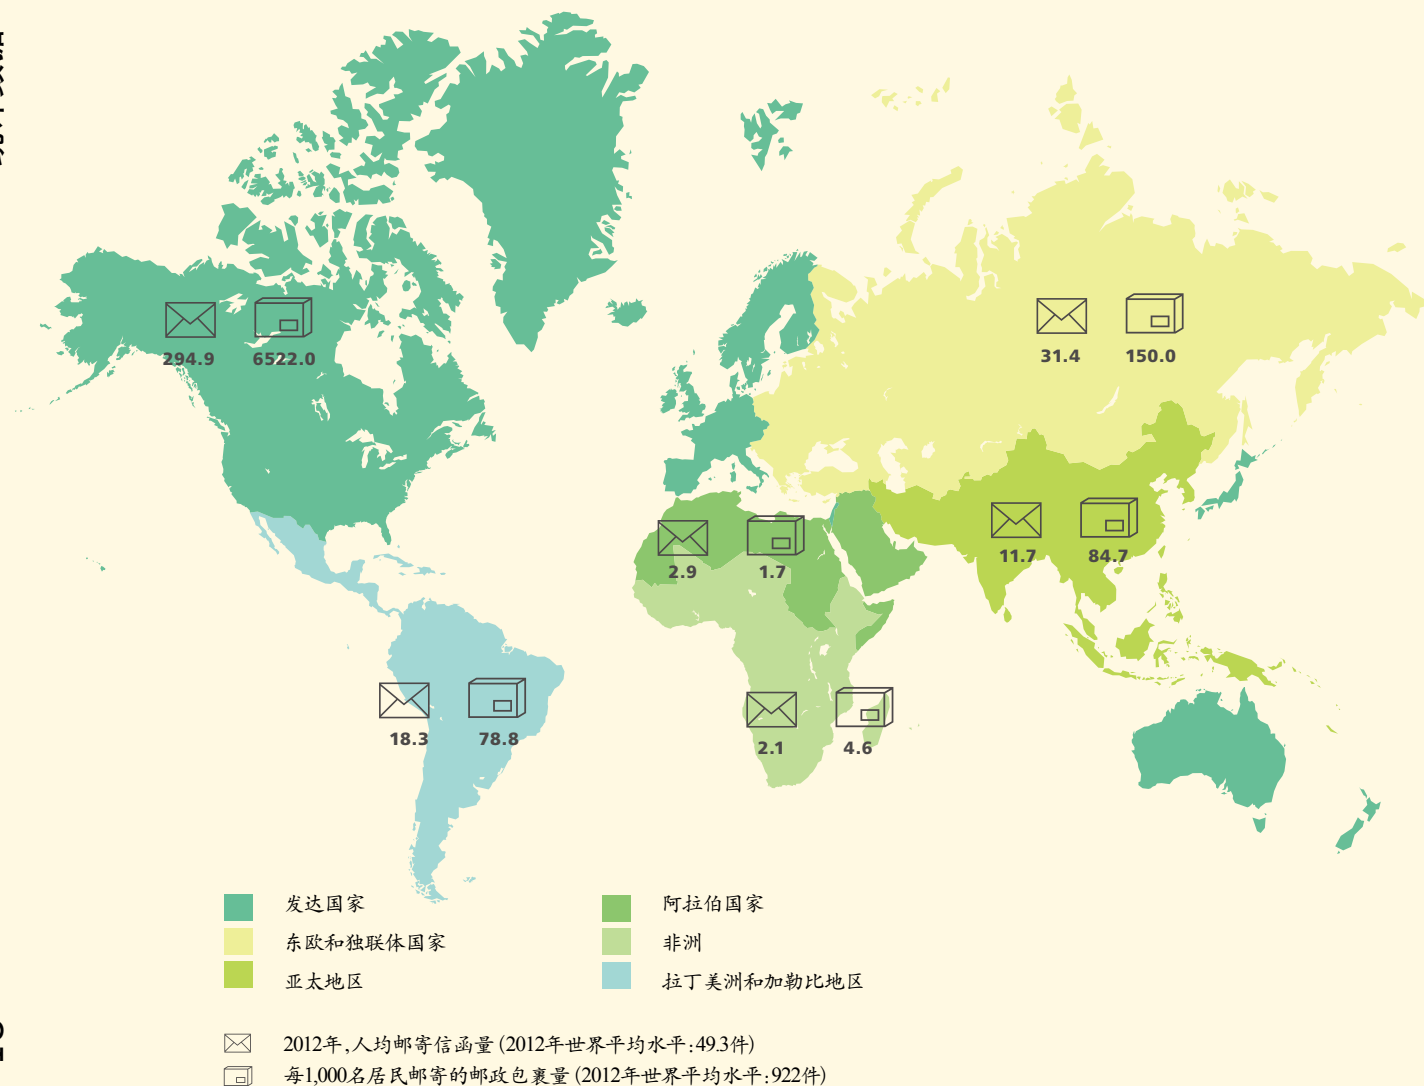 294.9 6522.0
31.4 150.0
11.7 84.7
2.9 1.7
18.3 78.8
2.1 4.6
发达国家
东欧和独联体国家
亚太地区
阿拉伯国家
非洲
拉丁美洲和加勒比地区
2012年,人均邮寄信函量 (2012年世界平均水平:49.3件)
每1,000名居民邮寄的邮政包裹量 (2012年世界平均水平:922件)